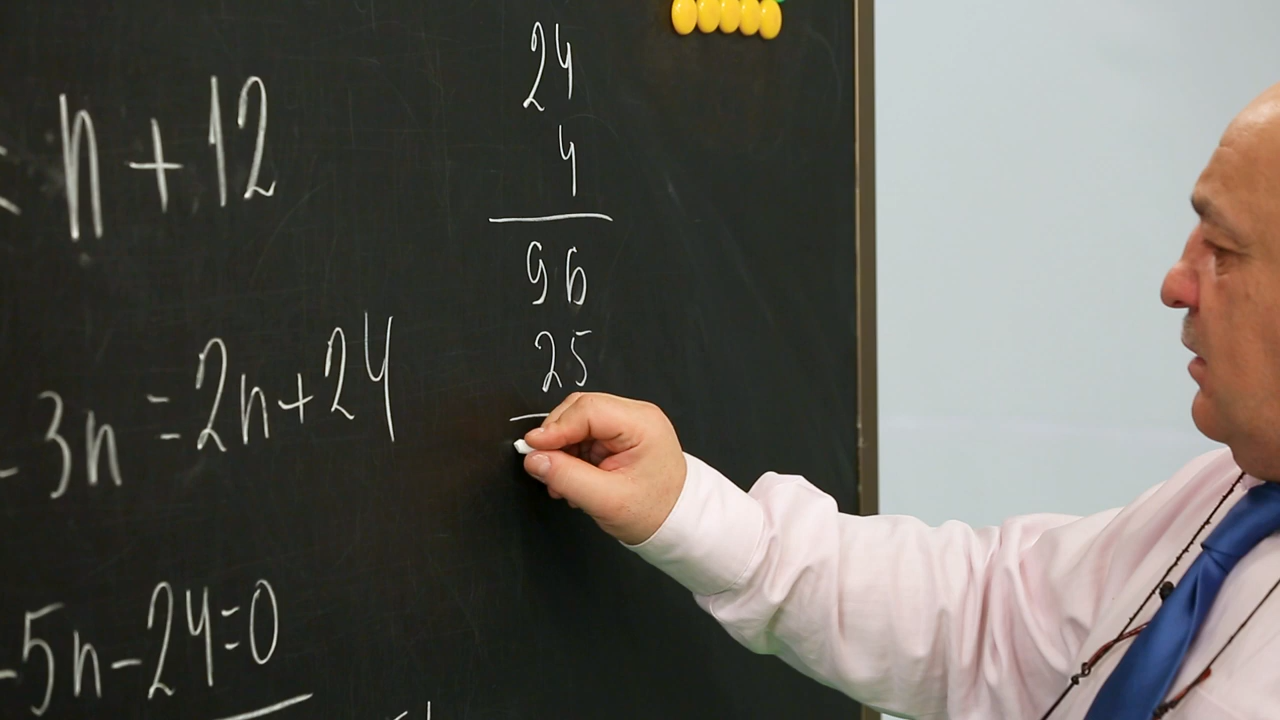 = n + 12
- 3n = 2n + 24
- 5n - 24 = 0
24
4
96
25